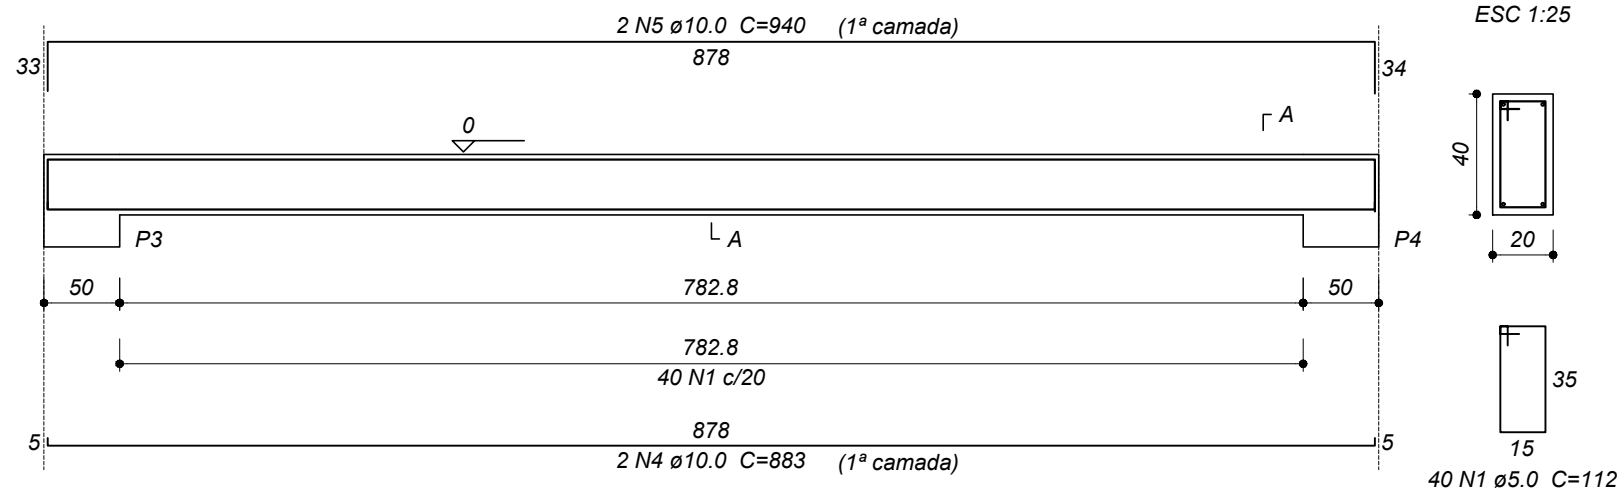 2 N5 ø10.0 C=940 (1ª camada)
ESC 1:25
33
878
34
0
A
40
P3
A
P4
20
50
782.8
50
782.8
40 N1 c/20
35
5
878
5
15
2 N4 ø10.0 C=883 (1ª camada)
40 N1 ø5.0 C=112